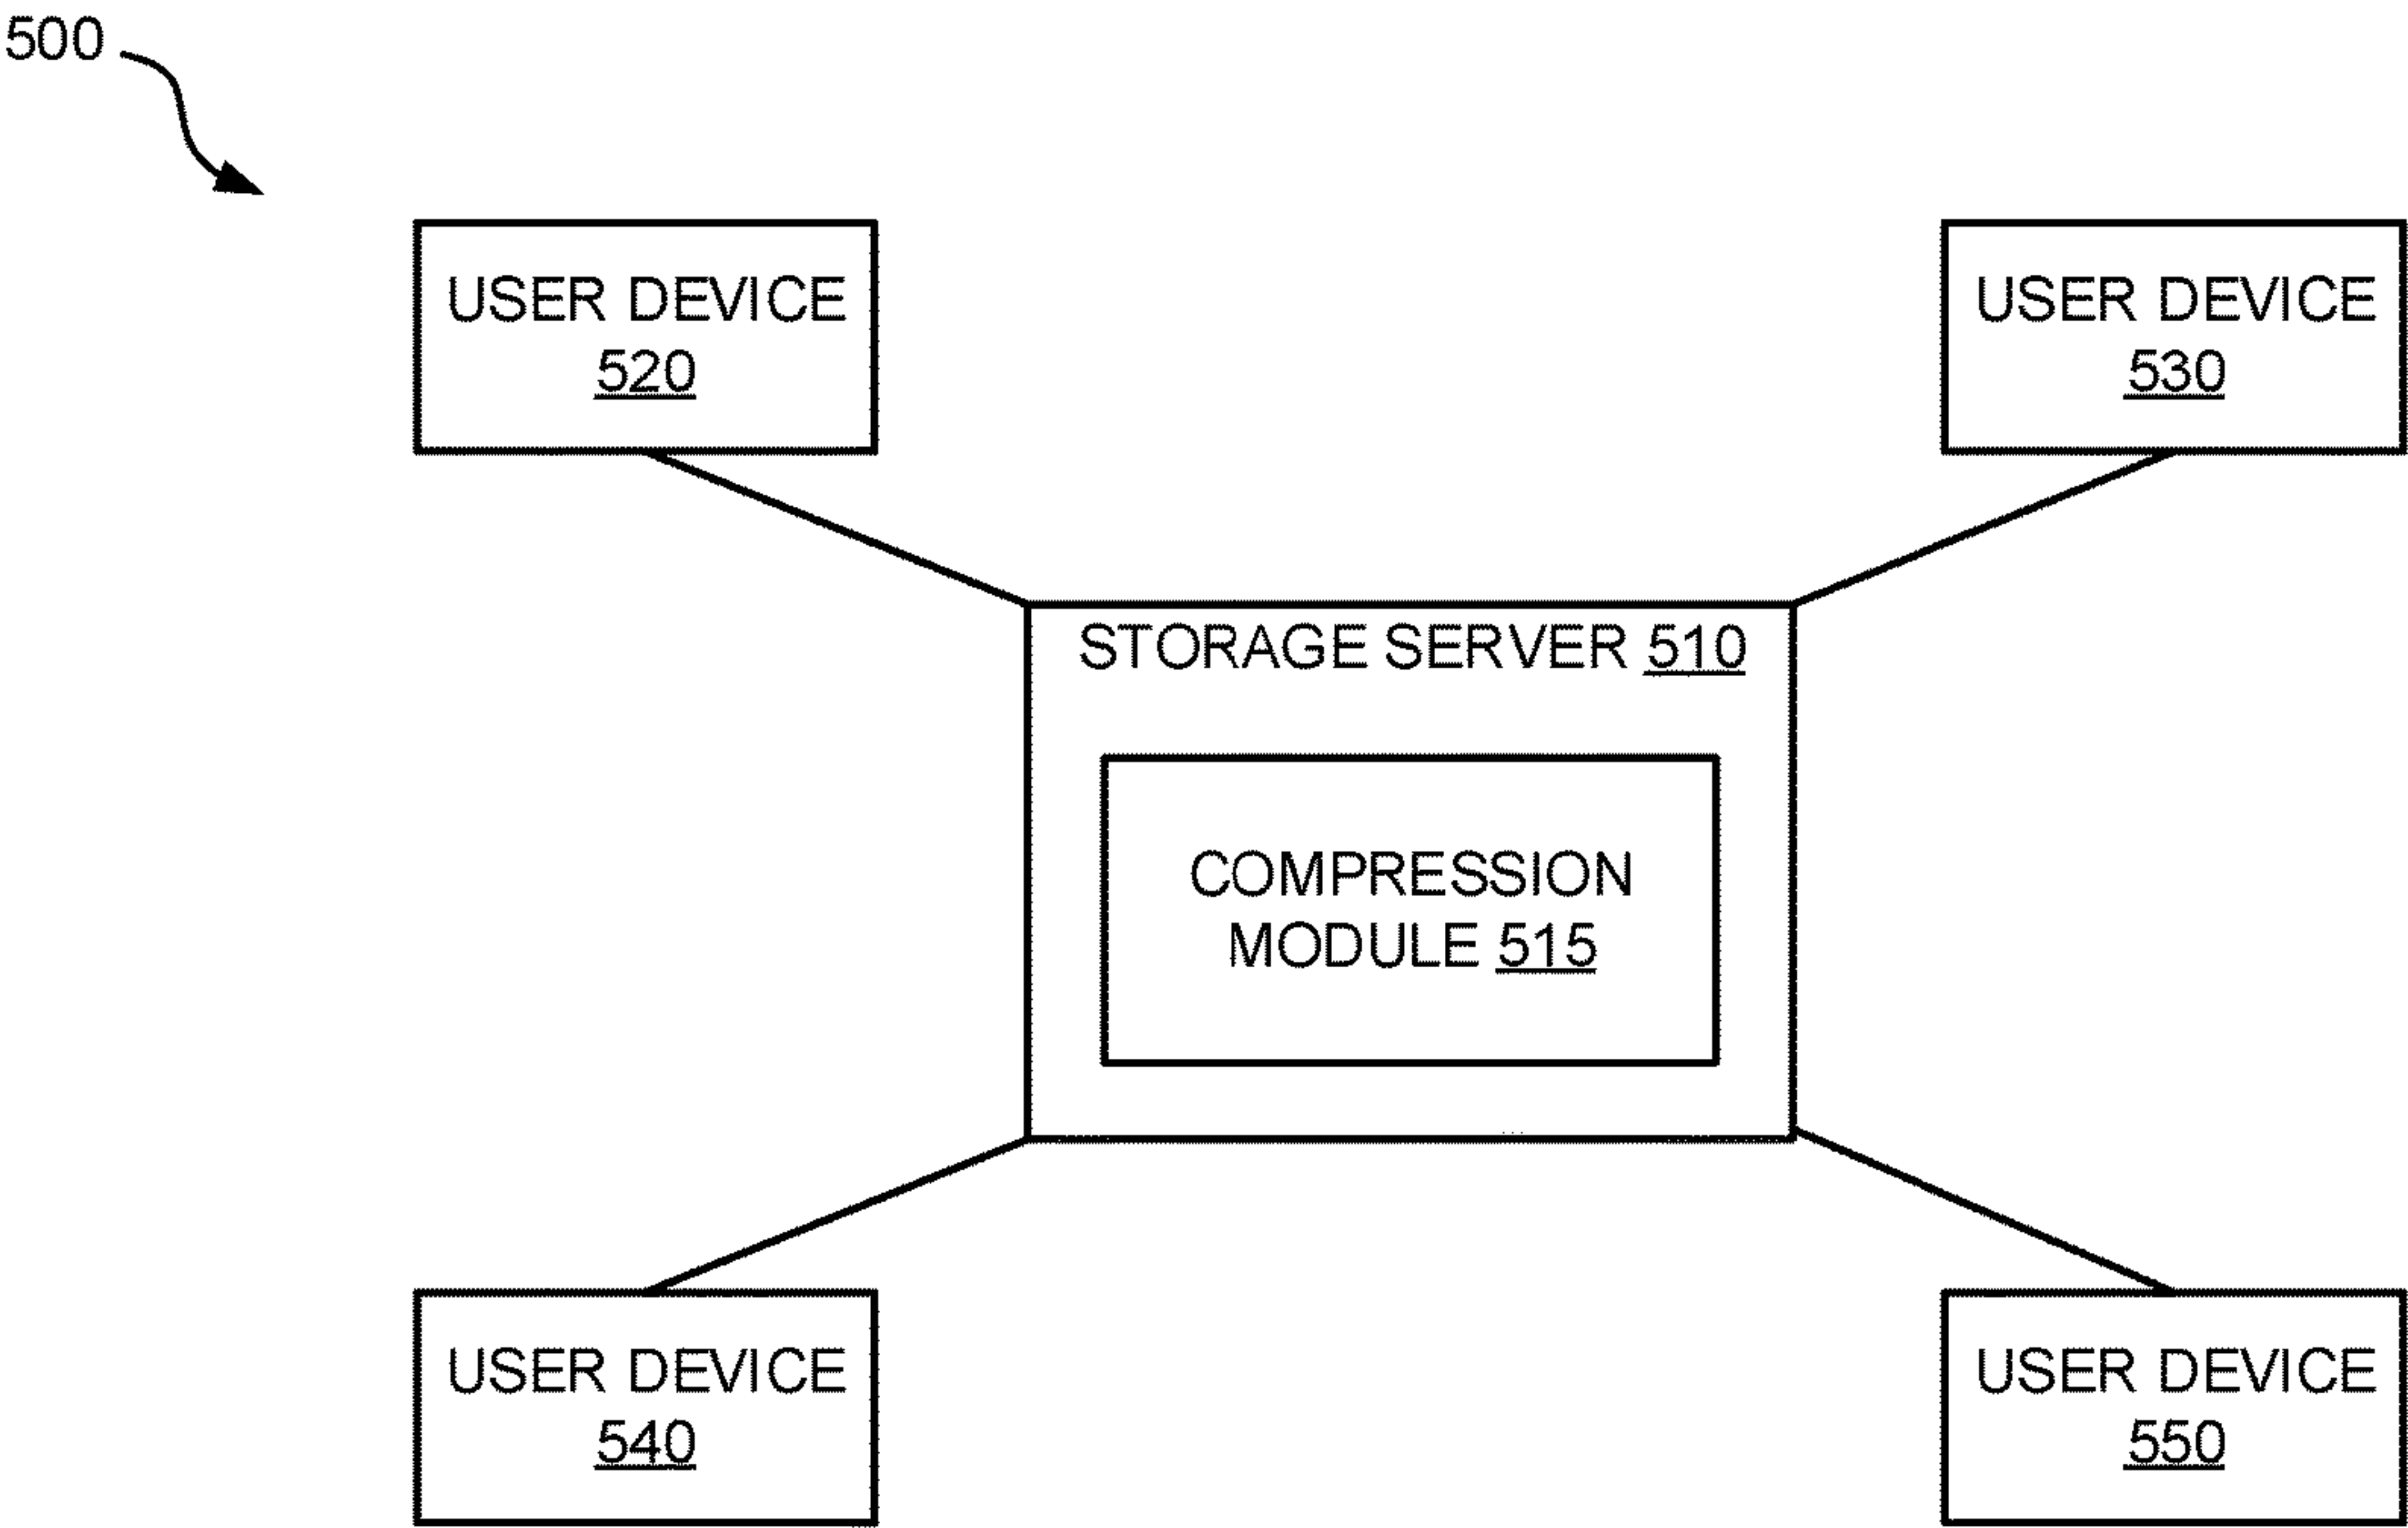 500
USER DEVICE
520
USER DEVICE
530
STORAGE SERVER 510
COMPRESSION
MODULE 515
USER DEVICE
540
USER DEVICE
550